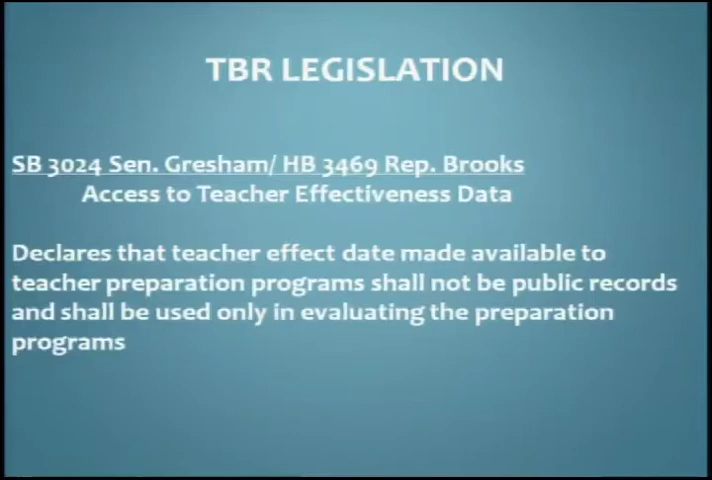 TBR LEGISLATION
SB 3024 Sen. Gresham/ HB 3469 Rep. Brooks
Access to Teacher Effectiveness Data
Declares that teacher effect date made available to
teacher preparation programs shall not be public records
and shall be used only in evaluating the preparation
programs